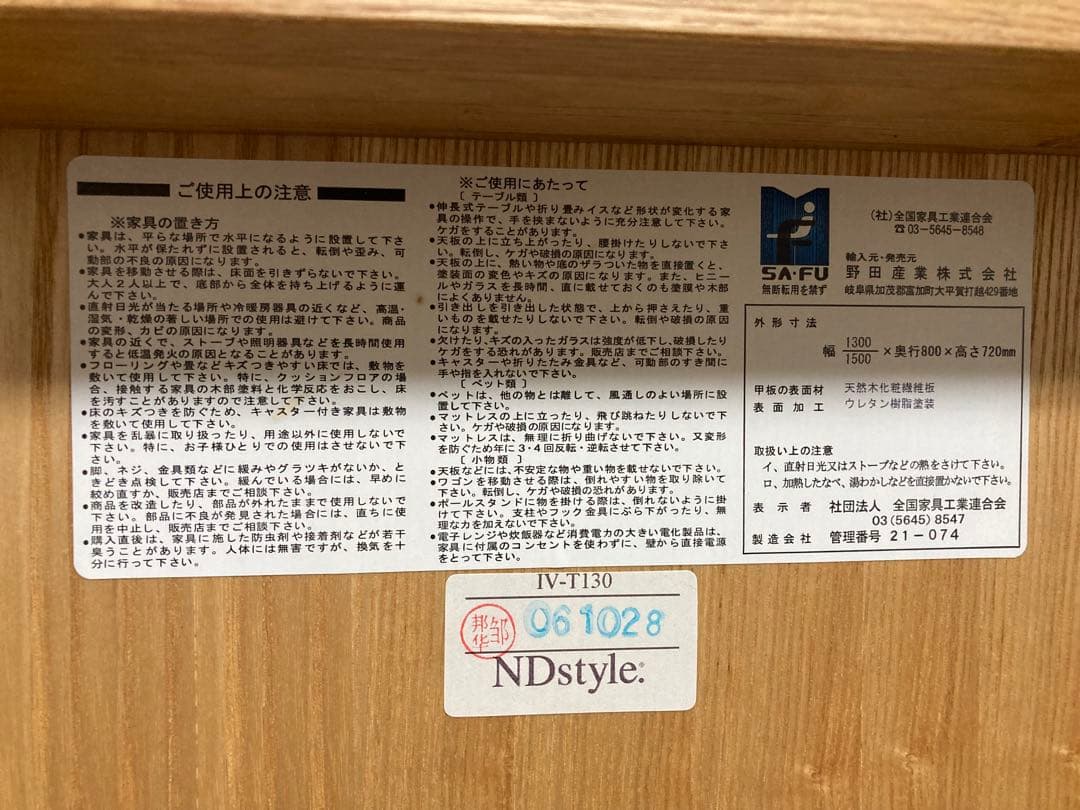 ご使用上の注意
※家具の置き方
●家具は、平らな場所で水平になるように設置して下さ
い。水平が保たれずに設置されると、転倒や歪み、可
動部の不良の原因になります。
●家具を移動させる際は、床面を引きずらないで下さい。
大人2人以上で、底部から全体を持ち上げるように運
んで下さい。
●直射日光が当たる場所や冷暖房器具の近くなど、高温・
湿気・乾燥の著しい場所での使用は避けて下さい。商品
の変形、カビの原因になります。
●家具の近くで、ストーブや照明器具などを長時間使用
すると低温発火の原因となることがあります。
●フローリングや畳などキズつきやすい床では、敷物を
敷いて使用して下さい。特に、クッションフロアの場
合、接触する家具の木部塗料と化学反応をおこし、床
を汚すことがありますので注意して下さい。
●床のキズつきを防ぐため、キャスター付き家具は敷物
を敷いて使用して下さい。
●家具を乱暴に取り扱ったり、用途以外に使用しないで
下さい。特に、お子様ひとりでの使用はさせないで下
さい。
●脚、ネジ、金具類などに緩みやグラツキがないか、と
きどき点検して下さい。緩んでいる場合には、早めに
絞め直すか、販売店までご相談下さい。
●商品を改造したり、部品が外れたままで使用しないで
下さい。部品に不良が発見された場合には、直ちに使
用を中止し、販売店までご相談下さい。
●購入直後は、家具に施した防虫剤や接着剤などが若干
臭うことがあります。人体には無害ですが、換気を十
分に行って下さい。
※ご使用にあたって
〔テーブル類〕
●伸長式テーブルや折り畳みイスなど形状が変化する家
具の操作で、手を挟まないように充分注意して下さい。
ケガをすることがあります。
●天板の上に立ち上がったり、腰掛けたりしないで下さ
い。転倒し、ケガや破損の原因になります。
●天板の上に、熱い物や底のザラついた物を直接置くと、
塗装面の変色やキズの原因になります。また、ヒニー
ルやガラスを長時間、直に載せておくのも塗膜や木部
によくありません。
●引き出しを引き出した状態で、上から押さえたり、重
いものを載せたりしないで下さい。転倒や破損の原因
になります。
●欠けたり、キズの入ったガラスは強度が低下し、破損したり
ケガをする恐れがあります。販売店までご相談下さい。
●キャスターや折りたたみ金具など、可動部のすき間に
手や指を入れないで下さい。
〔ベット類〕
●ベットは、他の物とは離して、風通しのよい場所に設
置して下さい。
●マットレスの上に立ったり、飛び跳ねたりしないで下
さい。ケガや破損の原因になります。
●マットレスは、無理に折り曲げないで下さい。又変形
を防ぐため年に3・4回反転・逆転させて下さい。
〔小物類〕
●天板などには、不安定な物や重い物を載せないで下さい。
●ワゴンを移動させる際は、倒れやすい物を取り除いて
下さい。転倒し、ケガや破損の恐れがあります。
●ポールスタンドに物を掛ける際は、倒れないように掛
けて下さい。支柱やフック金具にぶら下がったり、無
理な力を加えないで下さい。
●電子レンジや炊飯器など消費電力の大きい電化製品は、
家具に付属のコンセントを使わずに、壁から直接電源
をとって下さい。
SA・FU
無断転用を禁ず
(社)全国家具工業連合会
☎03-5645-8548
輸入元・発売元
野田産業株式会社
岐阜県加茂郡富加町大平賀打越429番地
外形寸法
幅 1300/1500 ×奥行800×高さ720mm
甲板の表面材 天然木化粧繊維板
表面加工 ウレタン樹脂塗装
取扱い上の注意
イ、直射日光又はストーブなどの熱をさけて下さい。
ロ、加熱したなべ、湯わかしなどを直接置かないで下さい。
表示者 社団法人 全国家具工業連合会
03(5645)8547
製造会社 管理番号 21-074
IV-T130
邹邦华
061028
NDstyle.